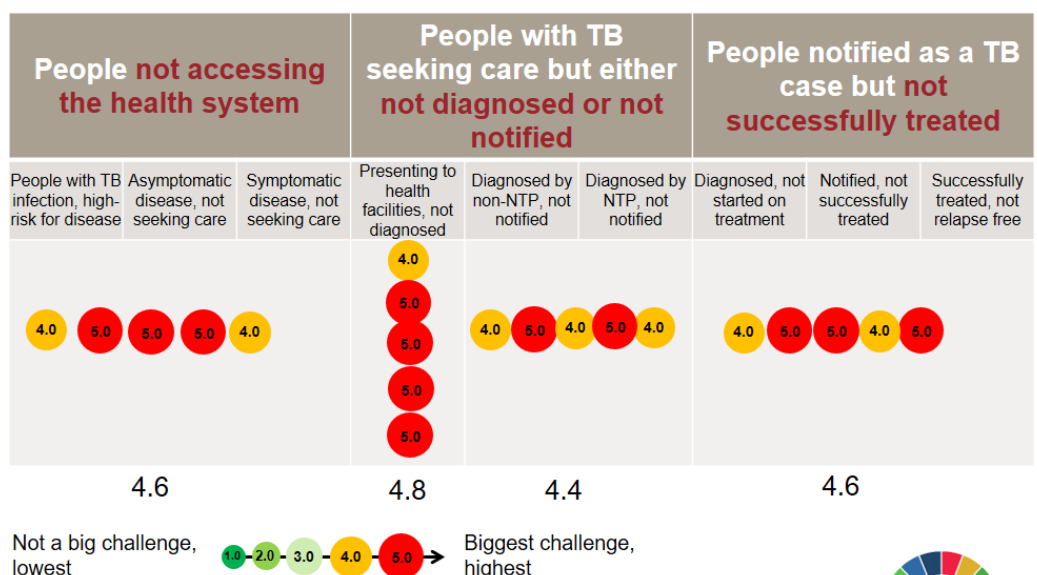 People not accessing
the health system
People with TB
seeking care but either
not diagnosed or not
notified
People notified as a TB
case but not
successfully treated
People with TB
infection, high-
risk for disease
Asymptomatic
disease, not
seeking care
Symptomatic
disease, not
seeking care
Presenting to
health
facilities, not
diagnosed
Diagnosed by
non-NTP, not
notified
Diagnosed by
NTP, not
notified
Diagnosed, not
started on
treatment
Notified, not
successfully
treated
Successfully
treated, not
relapse free
4.0 5.0 5.0 5.0 4.0
4.0
5.0
5.0
5.0
5.0
4.0 5.0 4.0 5.0 4.0
4.0 5.0 5.0 4.0 5.0
4.6
4.8
4.4
4.6
Not a big challenge,
lowest
1.0 2.0 3.0 4.0 5.0
Biggest challenge,
highest